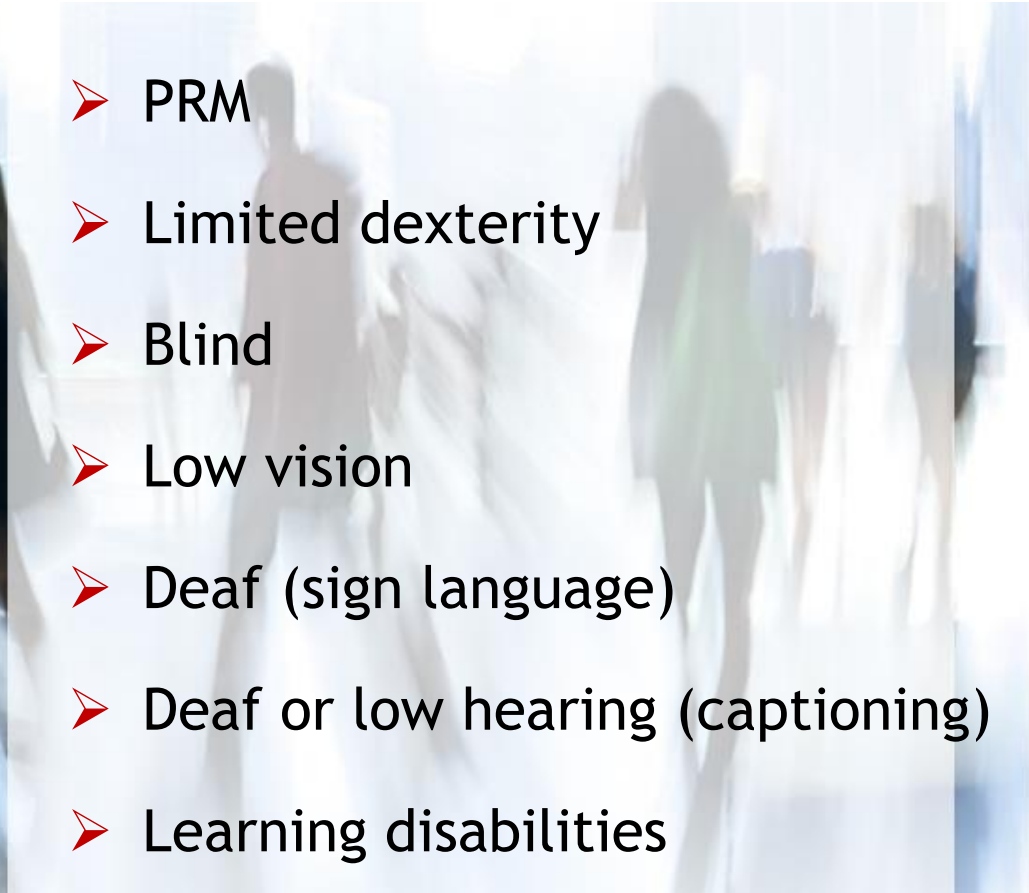 ➢ PRM
➢ Limited dexterity
➢ Blind
➢ Low vision
➢ Deaf (sign language)
➢ Deaf or low hearing (captioning)
➢ Learning disabilities